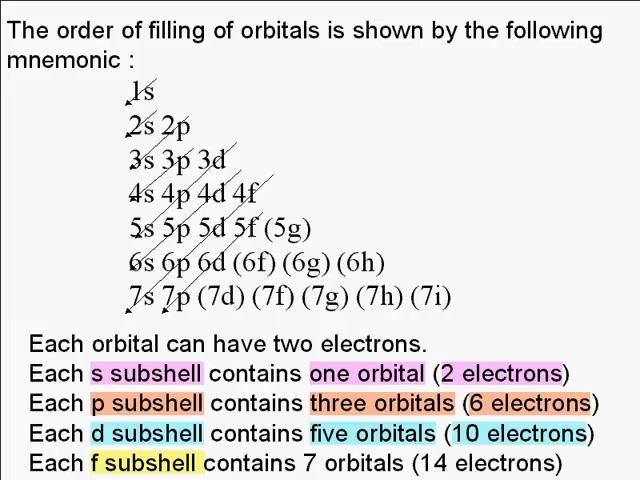 The order of filling of orbitals is shown by the following
mnemonic :
1s
2s 2p
3s 3p 3d
4s 4p 4d 4f
5s 5p 5d 5f (5g)
6s 6p 6d (6f) (6g) (6h)
7s 7p (7d) (7f) (7g) (7h) (7i)
Each orbital can have two electrons.
Each s subshell contains one orbital (2 electrons)
Each p subshell contains three orbitals (6 electrons)
Each d subshell contains five orbitals (10 electrons)
Each f subshell contains 7 orbitals (14 electrons)